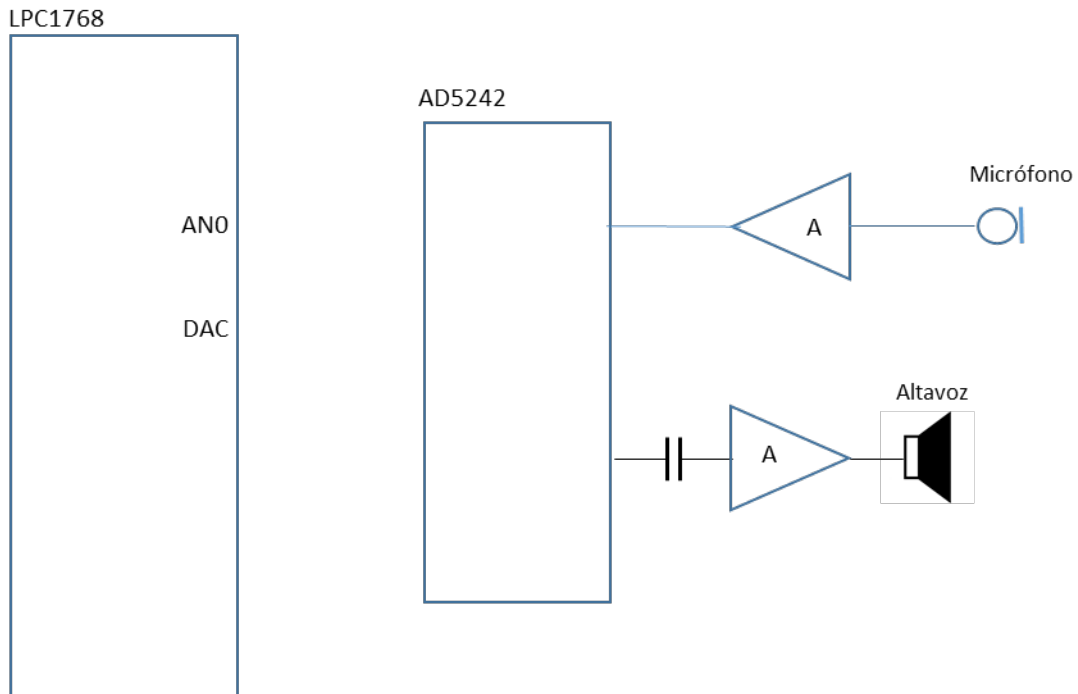 LPC1768
AD5242
Micrófono
AN0
A
DAC
Altavoz
A